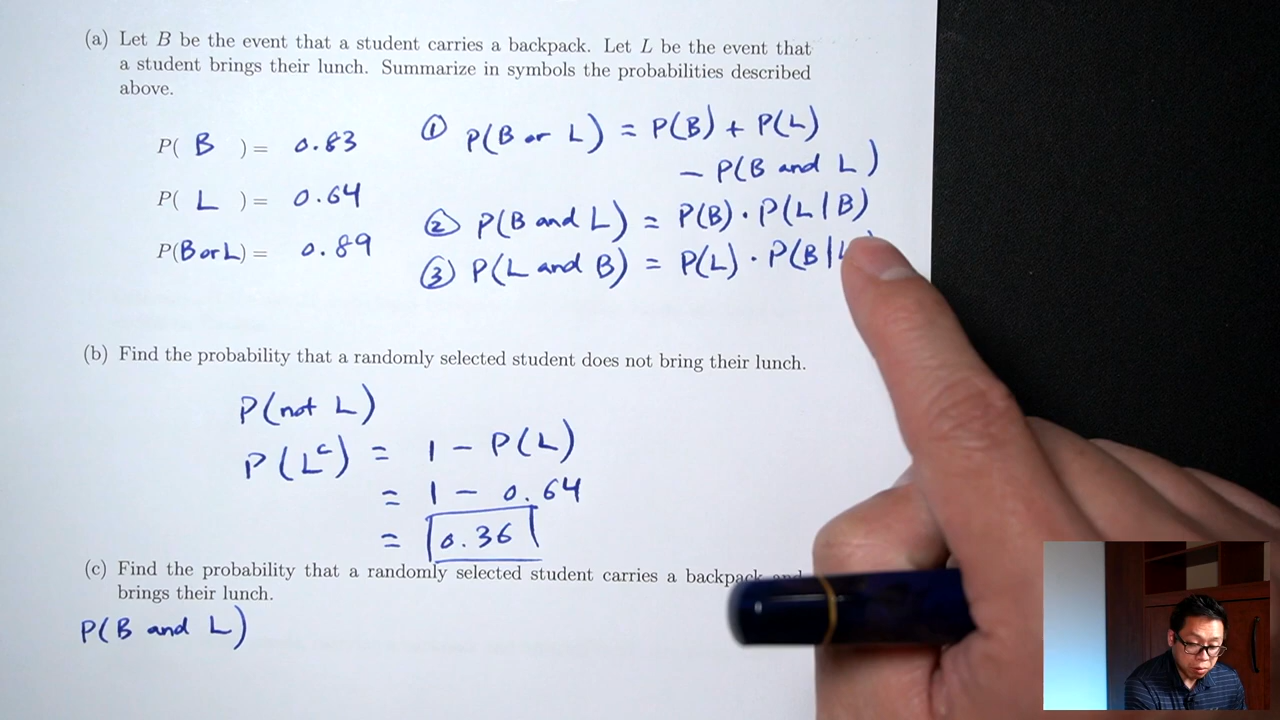 (a) Let B be the event that a student carries a backpack. Let L be the event that
a student brings their lunch. Summarize in symbols the probabilities described
above.
P( B ) = 0.83
P( L ) = 0.64
P(B or L) = 0.89
① P(B or L) = P(B) + P(L)
− P(B and L)
② P(B and L) = P(B) · P(L|B)
③ P(L and B) = P(L) · P(B|
(b) Find the probability that a randomly selected student does not bring their lunch.
P(not L)
P(Lᶜ) = 1 − P(L)
= 1 − 0.64
= 0.36
(c) Find the probability that a randomly selected student carries a backpack and
brings their lunch.
P(B and L)